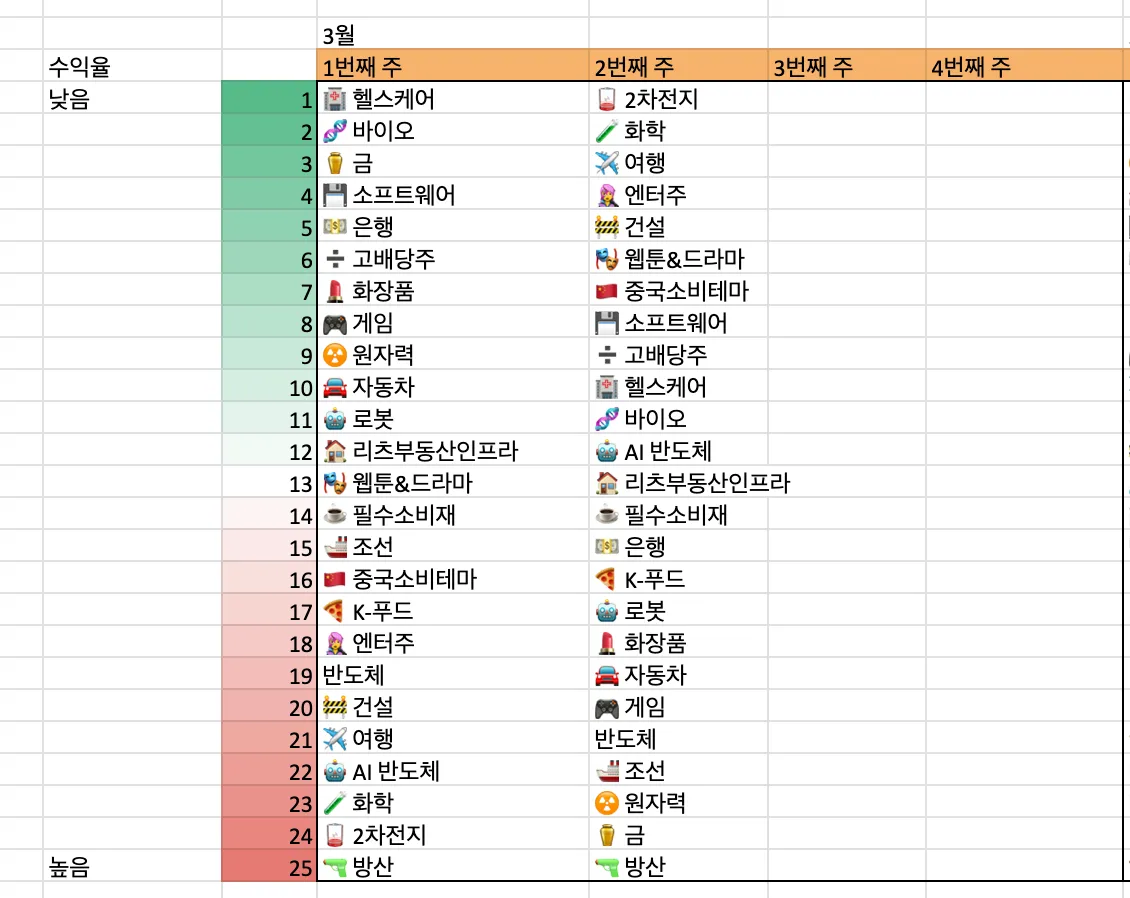 3월
수익율 1번째 주 2번째 주 3번째 주 4번째 주
낮음 1 🏥 헬스케어 🪫 2차전지
2 🧬 바이오 🧪 화학
3 ⚱️ 금 ✈️ 여행
4 💾 소프트웨어 👩‍🎤 엔터주
5 💵 은행 🚧 건설
6 ➗ 고배당주 🎭 웹툰&드라마
7 💄 화장품 🇨🇳 중국소비테마
8 🎮 게임 💾 소프트웨어
9 ☢️ 원자력 ➗ 고배당주
10 🚘 자동차 🏥 헬스케어
11 🤖 로봇 🧬 바이오
12 🏠 리츠부동산인프라 🤖 AI 반도체
13 🎭 웹툰&드라마 🏠 리츠부동산인프라
14 ☕ 필수소비재 ☕ 필수소비재
15 🚢 조선 💵 은행
16 🇨🇳 중국소비테마 🍕 K-푸드
17 🍕 K-푸드 🤖 로봇
18 👩‍🎤 엔터주 💄 화장품
19 반도체 🚘 자동차
20 🚧 건설 🎮 게임
21 ✈️ 여행 반도체
22 🤖 AI 반도체 🚢 조선
23 🧪 화학 ☢️ 원자력
24 🪫 2차전지 ⚱️ 금
높음 25 🔫 방산 🔫 방산